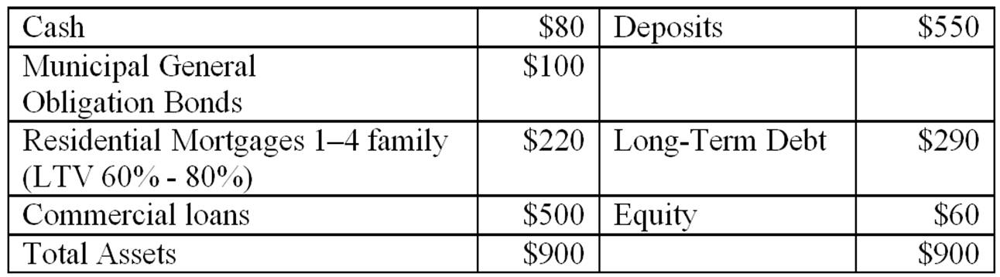 Cash $80 Deposits $550
Municipal General $100
Obligation Bonds
Residential Mortgages 1–4 family $220 Long-Term Debt $290
(LTV 60% - 80%)
Commercial loans $500 Equity $60
Total Assets $900 $900